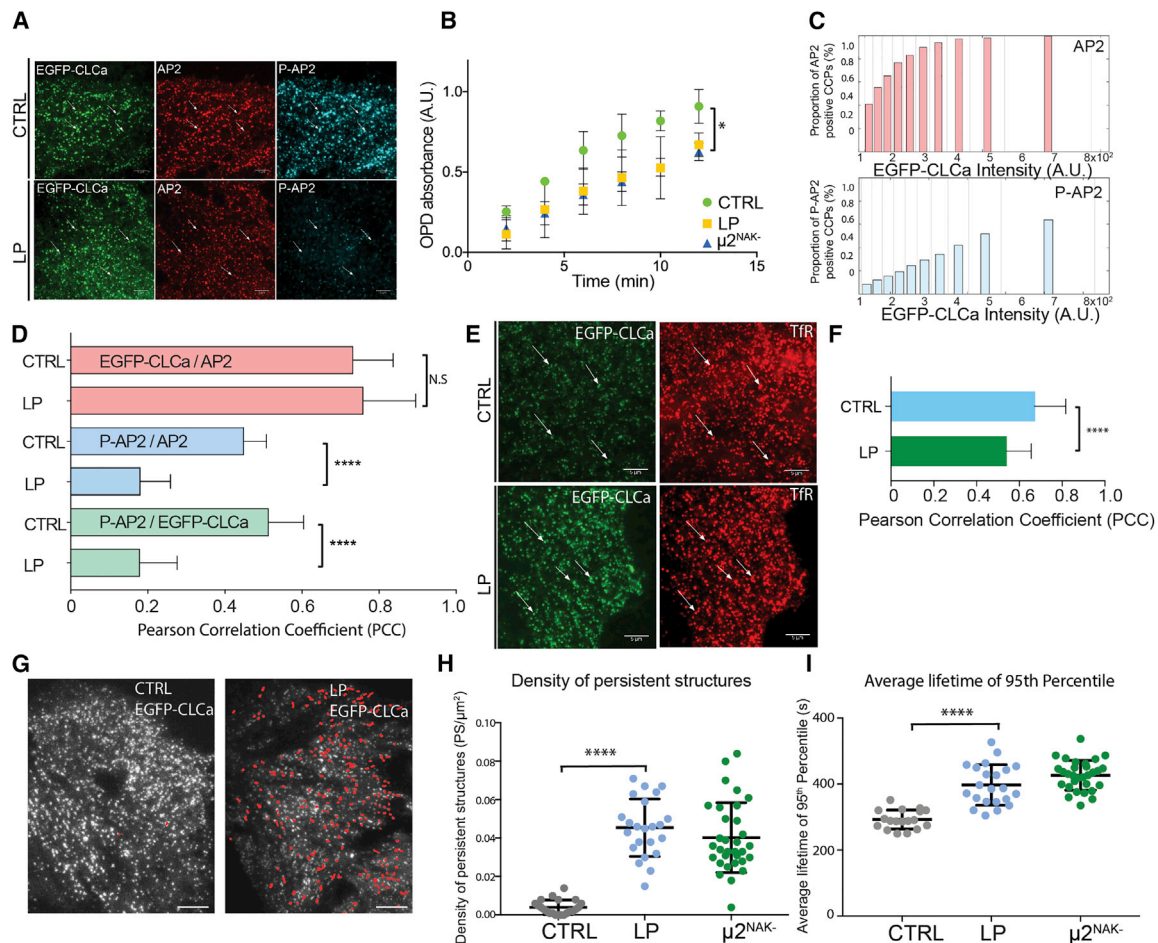 A
EGFP-CLCa AP2 P-AP2
CTRL
EGFP-CLCa AP2 P-AP2
LP
B
OPD absorbance (A.U.)
1.0
0.5
0.0
0 5 10 15
Time (min)
*
CTRL
LP
μ2NAK-
C
Proportion of AP2
positive CCPs (%)
1.0
0.8
0.6
0.4
0.2
0
AP2
1 2 3 4 5 6 7 8x10²
EGFP-CLCa Intensity (A.U.)
Proportion of P-AP2
positive CCPs (%)
1.0
0.8
0.6
0.4
0.2
0
P-AP2
1 2 3 4 5 6 7 8x10²
EGFP-CLCa Intensity (A.U.)
D
CTRL EGFP-CLCa / AP2
LP
N.S
CTRL P-AP2 / AP2
LP
****
CTRL P-AP2 / EGFP-CLCa
LP
****
0 0.2 0.4 0.6 0.8 1.0
Pearson Correlation Coefficient (PCC)
E
EGFP-CLCa TfR
CTRL
5 μm 5 μm
EGFP-CLCa TfR
LP
5 μm 5 μm
F
CTRL
LP
****
0 0.2 0.4 0.6 0.8 1.0
Pearson Correlation Coefficient (PCC)
G
CTRL
EGFP-CLCa
LP
EGFP-CLCa
H
Density of persistent structures
Density of persistent structures (PS/μm²)
0.10
0.08
0.06
0.04
0.02
0.00
****
CTRL LP μ2NAK-
I
Average lifetime of 95th Percentile
Average lifetime of 95th Percentile (s)
400
200
0
****
CTRL LP μ2NAK-